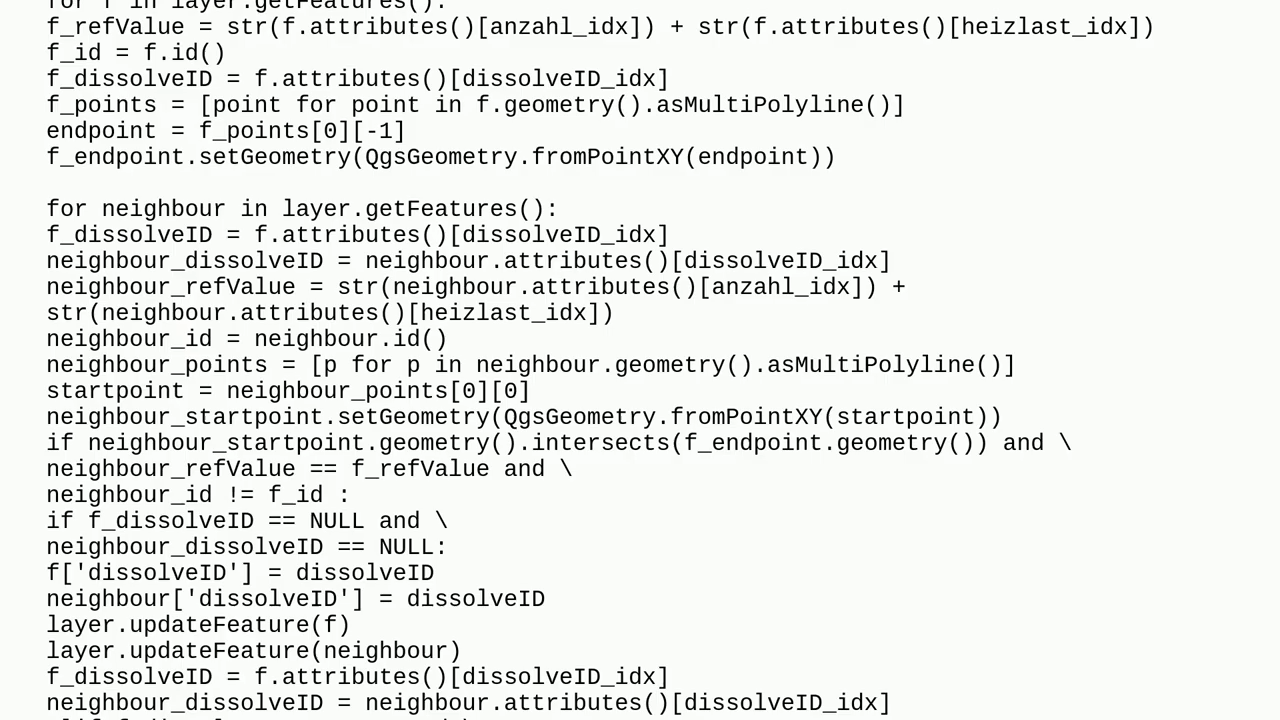 for f in layer.getFeatures():
f_refValue = str(f.attributes()[anzahl_idx]) + str(f.attributes()[heizlast_idx])
f_id = f.id()
f_dissolveID = f.attributes()[dissolveID_idx]
f_points = [point for point in f.geometry().asMultiPolyline()]
endpoint = f_points[0][-1]
f_endpoint.setGeometry(QgsGeometry.fromPointXY(endpoint))

for neighbour in layer.getFeatures():
f_dissolveID = f.attributes()[dissolveID_idx]
neighbour_dissolveID = neighbour.attributes()[dissolveID_idx]
neighbour_refValue = str(neighbour.attributes()[anzahl_idx]) +
str(neighbour.attributes()[heizlast_idx])
neighbour_id = neighbour.id()
neighbour_points = [p for p in neighbour.geometry().asMultiPolyline()]
startpoint = neighbour_points[0][0]
neighbour_startpoint.setGeometry(QgsGeometry.fromPointXY(startpoint))
if neighbour_startpoint.geometry().intersects(f_endpoint.geometry()) and \
neighbour_refValue == f_refValue and \
neighbour_id != f_id :
if f_dissolveID == NULL and \
neighbour_dissolveID == NULL:
f['dissolveID'] = dissolveID
neighbour['dissolveID'] = dissolveID
layer.updateFeature(f)
layer.updateFeature(neighbour)
f_dissolveID = f.attributes()[dissolveID_idx]
neighbour_dissolveID = neighbour.attributes()[dissolveID_idx]